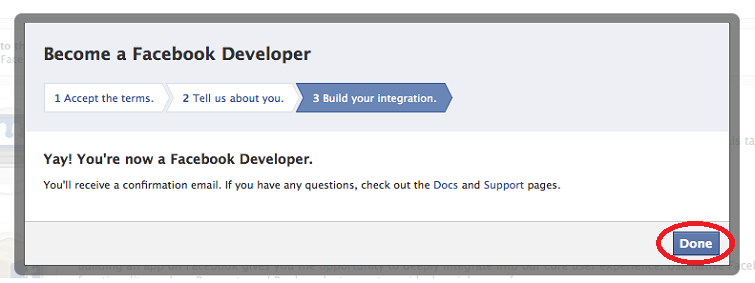 Become a Facebook Developer
1 Accept the terms. 2 Tell us about you. 3 Build your integration.
Yay! You're now a Facebook Developer.
You'll receive a confirmation email. If you have any questions, check out the Docs and Support pages.
Done